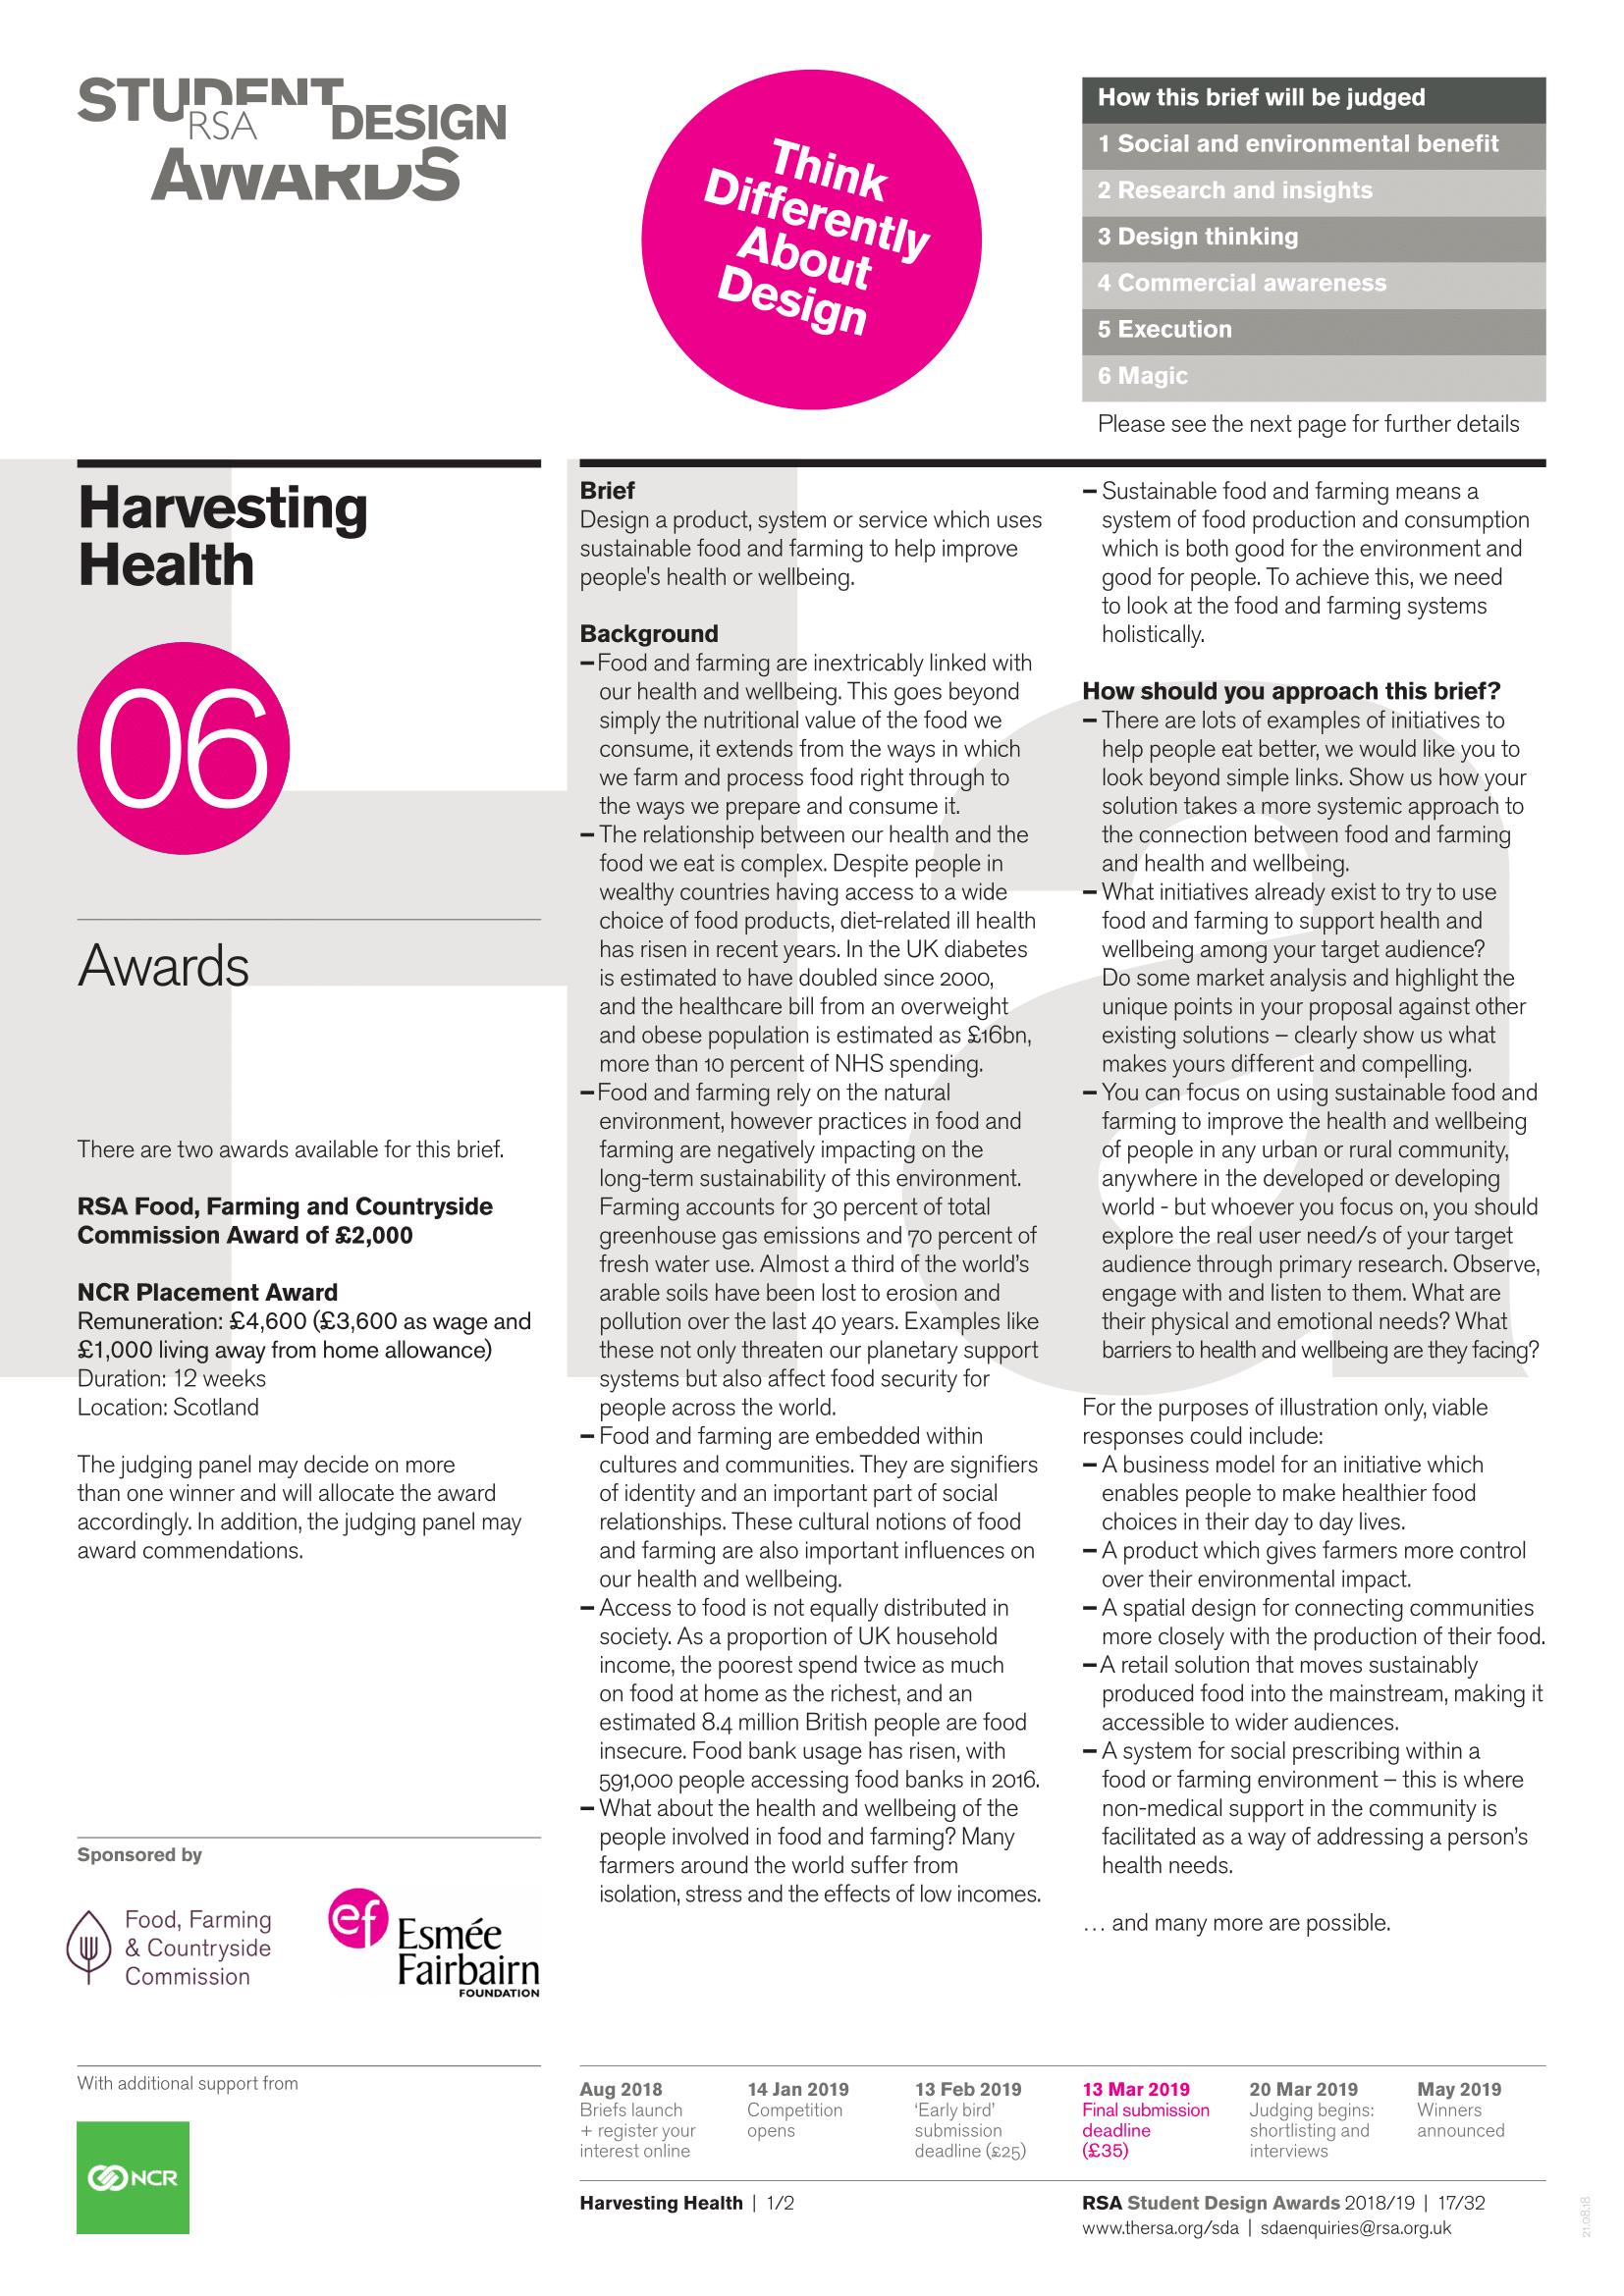 STUDENT
RSA DESIGN
AWARDS
Think
Differently
About
Design
How this brief will be judged
1 Social and environmental benefit
2 Research and insights
3 Design thinking
4 Commercial awareness
5 Execution
6 Magic
Please see the next page for further details
Harvesting
Health
06
Awards
There are two awards available for this brief.
RSA Food, Farming and Countryside
Commission Award of £2,000
NCR Placement Award
Remuneration: £4,600 (£3,600 as wage and
£1,000 living away from home allowance)
Duration: 12 weeks
Location: Scotland
The judging panel may decide on more
than one winner and will allocate the award
accordingly. In addition, the judging panel may
award commendations.
Sponsored by
Food, Farming
& Countryside
Commission
ef
Esmée
Fairbairn
FOUNDATION
With additional support from
NCR
Ha
Brief
Design a product, system or service which uses
sustainable food and farming to help improve
people's health or wellbeing.
Background
– Food and farming are inextricably linked with
our health and wellbeing. This goes beyond
simply the nutritional value of the food we
consume, it extends from the ways in which
we farm and process food right through to
the ways we prepare and consume it.
– The relationship between our health and the
food we eat is complex. Despite people in
wealthy countries having access to a wide
choice of food products, diet-related ill health
has risen in recent years. In the UK diabetes
is estimated to have doubled since 2000,
and the healthcare bill from an overweight
and obese population is estimated as £16bn,
more than 10 percent of NHS spending.
– Food and farming rely on the natural
environment, however practices in food and
farming are negatively impacting on the
long-term sustainability of this environment.
Farming accounts for 30 percent of total
greenhouse gas emissions and 70 percent of
fresh water use. Almost a third of the world's
arable soils have been lost to erosion and
pollution over the last 40 years. Examples like
these not only threaten our planetary support
systems but also affect food security for
people across the world.
– Food and farming are embedded within
cultures and communities. They are signifiers
of identity and an important part of social
relationships. These cultural notions of food
and farming are also important influences on
our health and wellbeing.
– Access to food is not equally distributed in
society. As a proportion of UK household
income, the poorest spend twice as much
on food at home as the richest, and an
estimated 8.4 million British people are food
insecure. Food bank usage has risen, with
591,000 people accessing food banks in 2016.
– What about the health and wellbeing of the
people involved in food and farming? Many
farmers around the world suffer from
isolation, stress and the effects of low incomes.
– Sustainable food and farming means a
system of food production and consumption
which is both good for the environment and
good for people. To achieve this, we need
to look at the food and farming systems
holistically.
How should you approach this brief?
– There are lots of examples of initiatives to
help people eat better, we would like you to
look beyond simple links. Show us how your
solution takes a more systemic approach to
the connection between food and farming
and health and wellbeing.
– What initiatives already exist to try to use
food and farming to support health and
wellbeing among your target audience?
Do some market analysis and highlight the
unique points in your proposal against other
existing solutions – clearly show us what
makes yours different and compelling.
– You can focus on using sustainable food and
farming to improve the health and wellbeing
of people in any urban or rural community,
anywhere in the developed or developing
world - but whoever you focus on, you should
explore the real user need/s of your target
audience through primary research. Observe,
engage with and listen to them. What are
their physical and emotional needs? What
barriers to health and wellbeing are they facing?
For the purposes of illustration only, viable
responses could include:
– A business model for an initiative which
enables people to make healthier food
choices in their day to day lives.
– A product which gives farmers more control
over their environmental impact.
– A spatial design for connecting communities
more closely with the production of their food.
– A retail solution that moves sustainably
produced food into the mainstream, making it
accessible to wider audiences.
– A system for social prescribing within a
food or farming environment – this is where
non-medical support in the community is
facilitated as a way of addressing a person's
health needs.
… and many more are possible.
Aug 2018
Briefs launch
+ register your
interest online
14 Jan 2019
Competition
opens
13 Feb 2019
'Early bird'
submission
deadline (£25)
13 Mar 2019
Final submission
deadline
(£35)
20 Mar 2019
Judging begins:
shortlisting and
interviews
May 2019
Winners
announced
Harvesting Health | 1/2
RSA Student Design Awards 2018/19 | 17/32
www.thersa.org/sda | sdaenquiries@rsa.org.uk
21.08.18